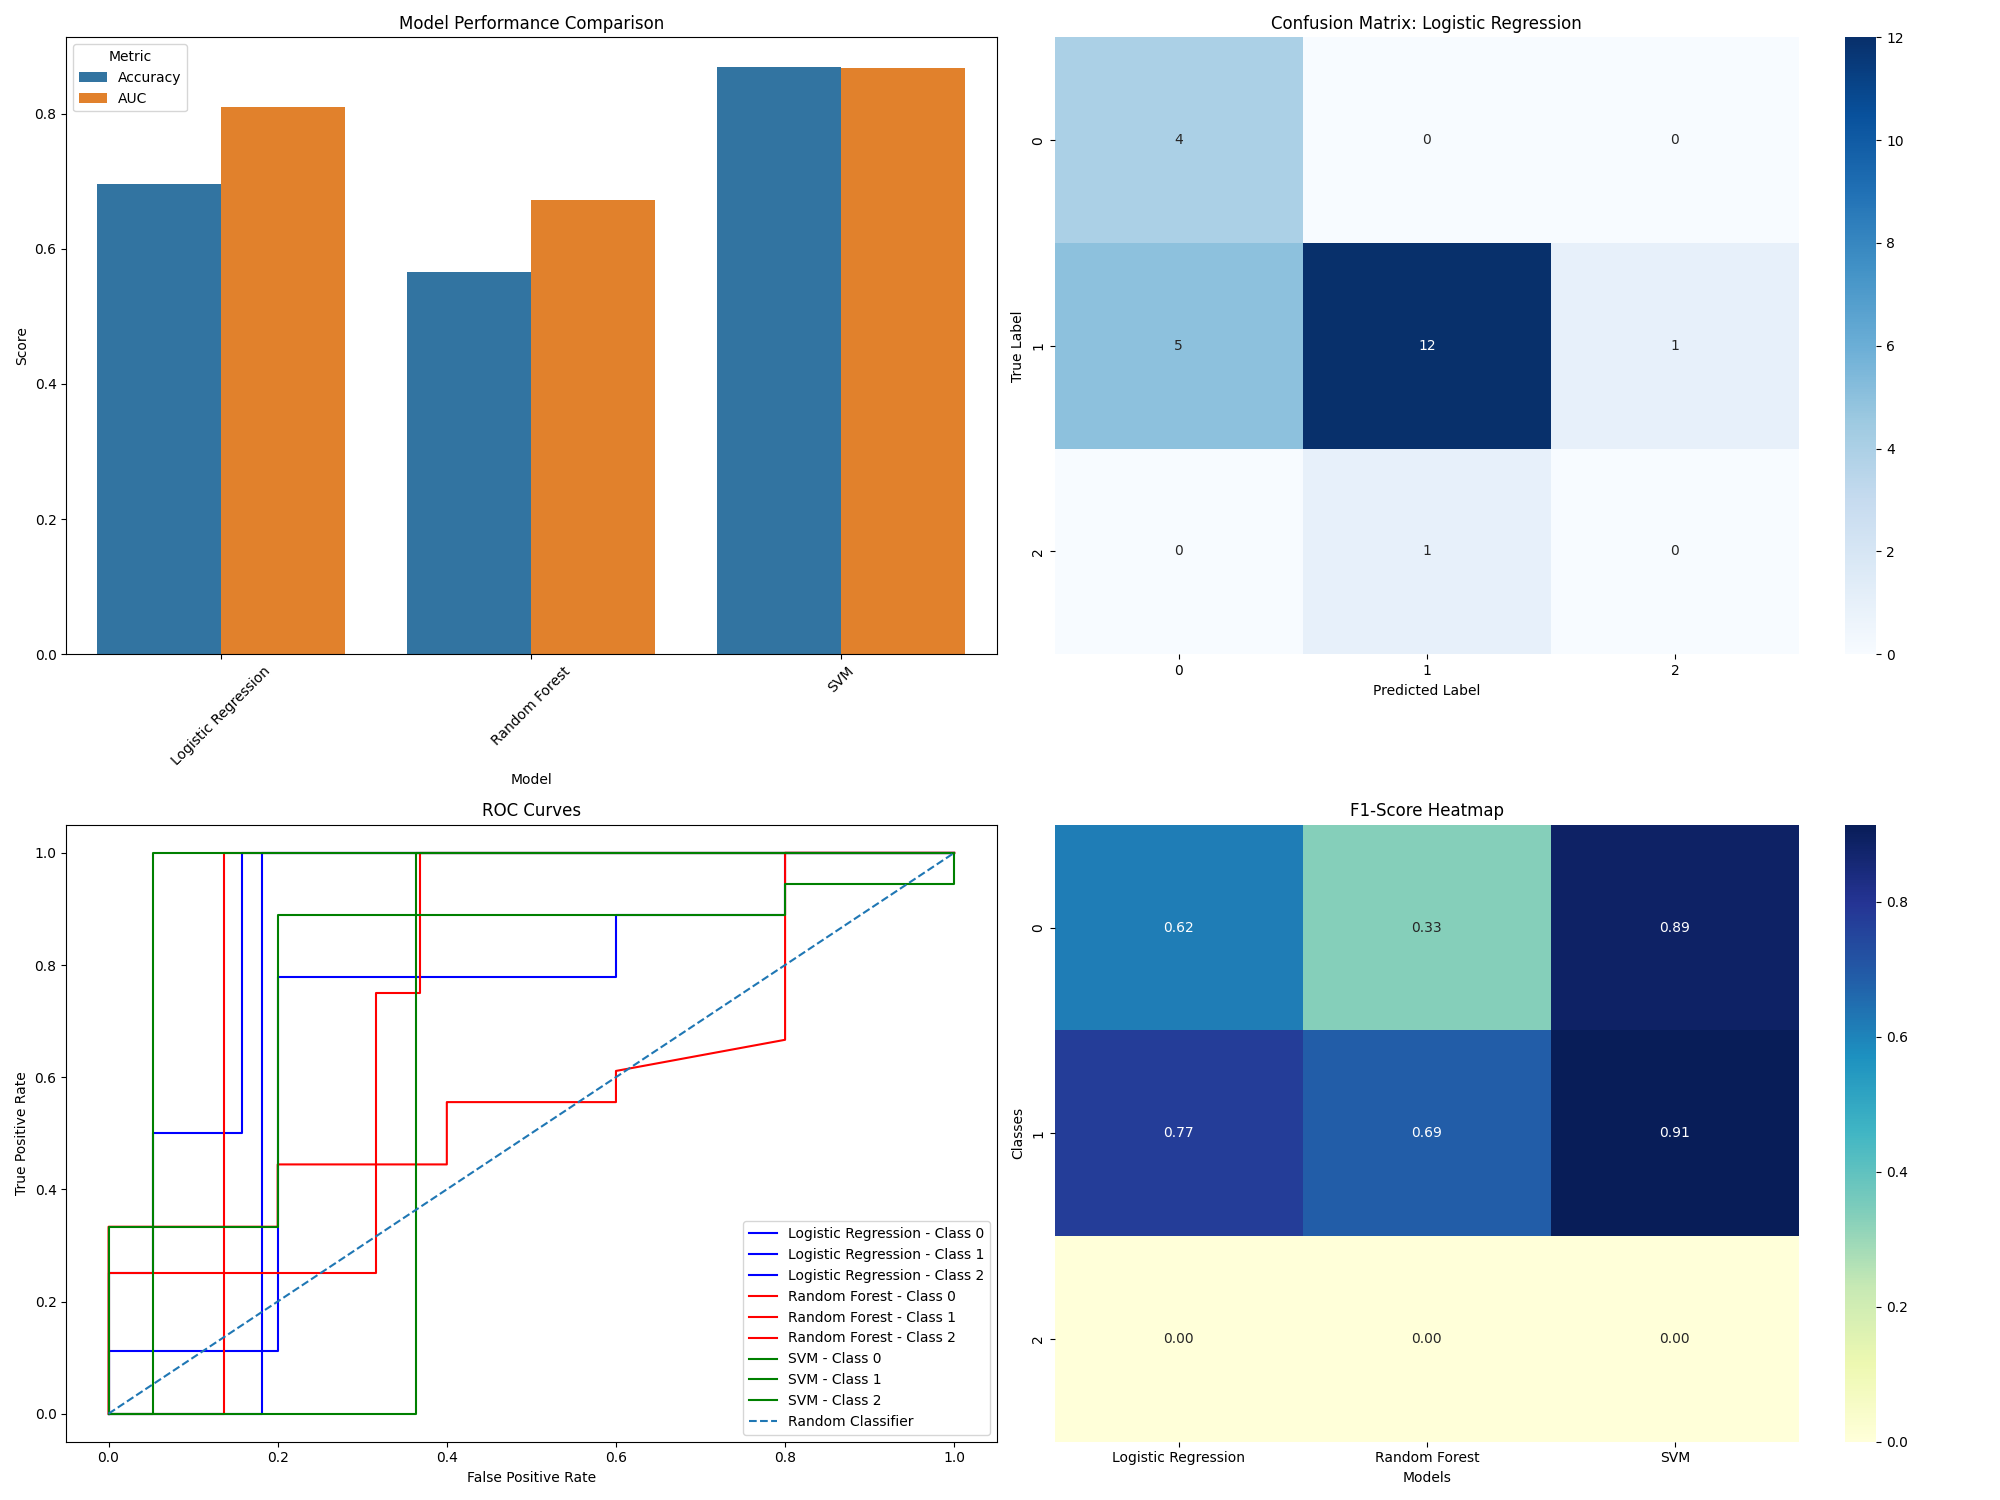 Model Performance Comparison
Metric
Accuracy
AUC
Score
0.8
0.6
0.4
0.2
0.0
Logistic Regression
Random Forest
SVM
Model
Confusion Matrix: Logistic Regression
True Label
0
1
2
4 0 0
5 12 1
0 1 0
0 1 2
Predicted Label
12
10
8
6
4
2
0
ROC Curves
True Positive Rate
1.0
0.8
0.6
0.4
0.2
0.0
Logistic Regression - Class 0
Logistic Regression - Class 1
Logistic Regression - Class 2
Random Forest - Class 0
Random Forest - Class 1
Random Forest - Class 2
SVM - Class 0
SVM - Class 1
SVM - Class 2
Random Classifier
0.0 0.2 0.4 0.6 0.8 1.0
False Positive Rate
F1-Score Heatmap
Classes
0
1
2
0.62 0.33 0.89
0.77 0.69 0.91
0.00 0.00 0.00
Logistic Regression Random Forest SVM
Models
0.8
0.6
0.4
0.2
0.0